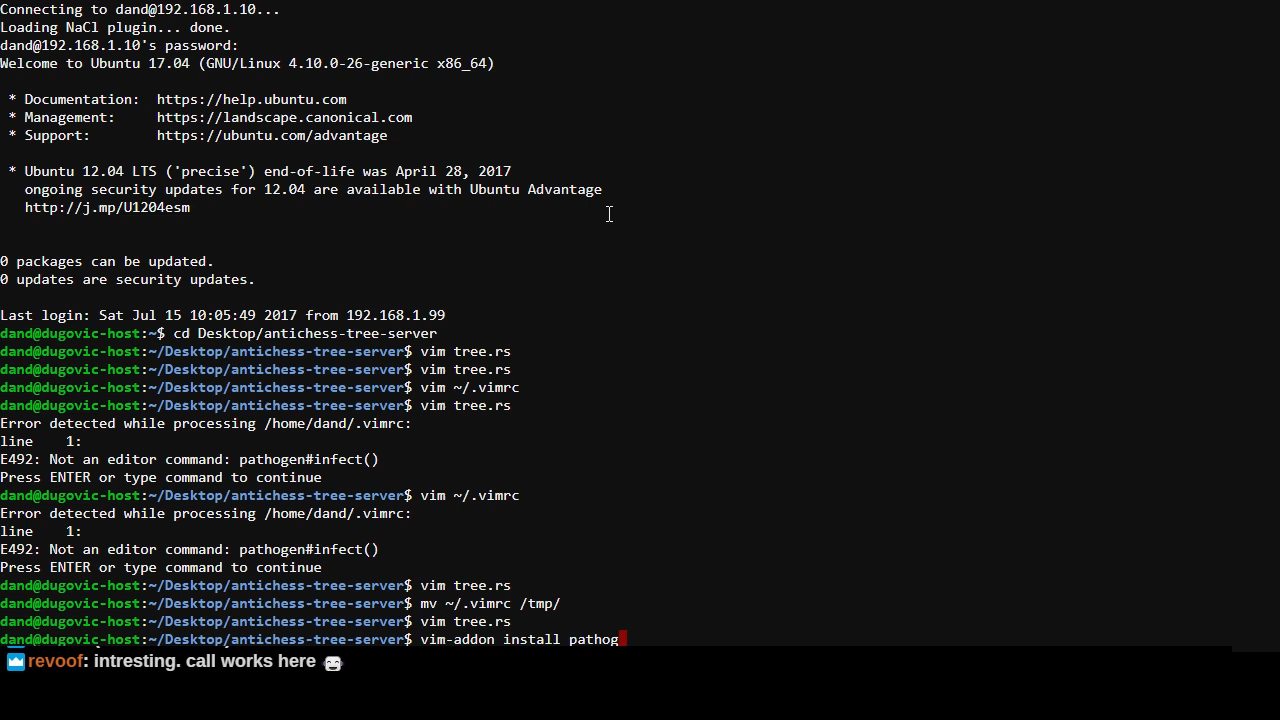 Connecting to dand@192.168.1.10...
Loading NaCl plugin... done.
dand@192.168.1.10's password:
Welcome to Ubuntu 17.04 (GNU/Linux 4.10.0-26-generic x86_64)
* Documentation:  https://help.ubuntu.com
* Management:     https://landscape.canonical.com
* Support:        https://ubuntu.com/advantage
* Ubuntu 12.04 LTS ('precise') end-of-life was April 28, 2017
ongoing security updates for 12.04 are available with Ubuntu Advantage
http://j.mp/U1204esm
0 packages can be updated.
0 updates are security updates.
Last login: Sat Jul 15 10:05:49 2017 from 192.168.1.99
dand@dugovic-host:~$ cd Desktop/antichess-tree-server
dand@dugovic-host:~/Desktop/antichess-tree-server$ vim tree.rs
dand@dugovic-host:~/Desktop/antichess-tree-server$ vim tree.rs
dand@dugovic-host:~/Desktop/antichess-tree-server$ vim ~/.vimrc
dand@dugovic-host:~/Desktop/antichess-tree-server$ vim tree.rs
Error detected while processing /home/dand/.vimrc:
line    1:
E492: Not an editor command: pathogen#infect()
Press ENTER or type command to continue
dand@dugovic-host:~/Desktop/antichess-tree-server$ vim ~/.vimrc
Error detected while processing /home/dand/.vimrc:
line    1:
E492: Not an editor command: pathogen#infect()
Press ENTER or type command to continue
dand@dugovic-host:~/Desktop/antichess-tree-server$ vim tree.rs
dand@dugovic-host:~/Desktop/antichess-tree-server$ mv ~/.vimrc /tmp/
dand@dugovic-host:~/Desktop/antichess-tree-server$ vim tree.rs
dand@dugovic-host:~/Desktop/antichess-tree-server$ vim-addon install pathog
revoof: intresting. call works here